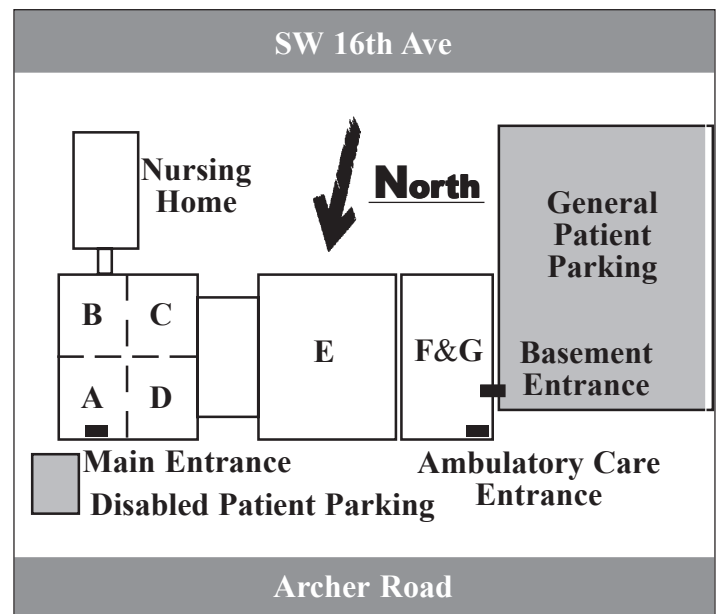 SW 16th Ave
Nursing
Home
North
General
Patient
Parking
B
C
E
F&G
Basement
Entrance
A
D
Main Entrance
Ambulatory Care
Entrance
Disabled Patient Parking
Archer Road